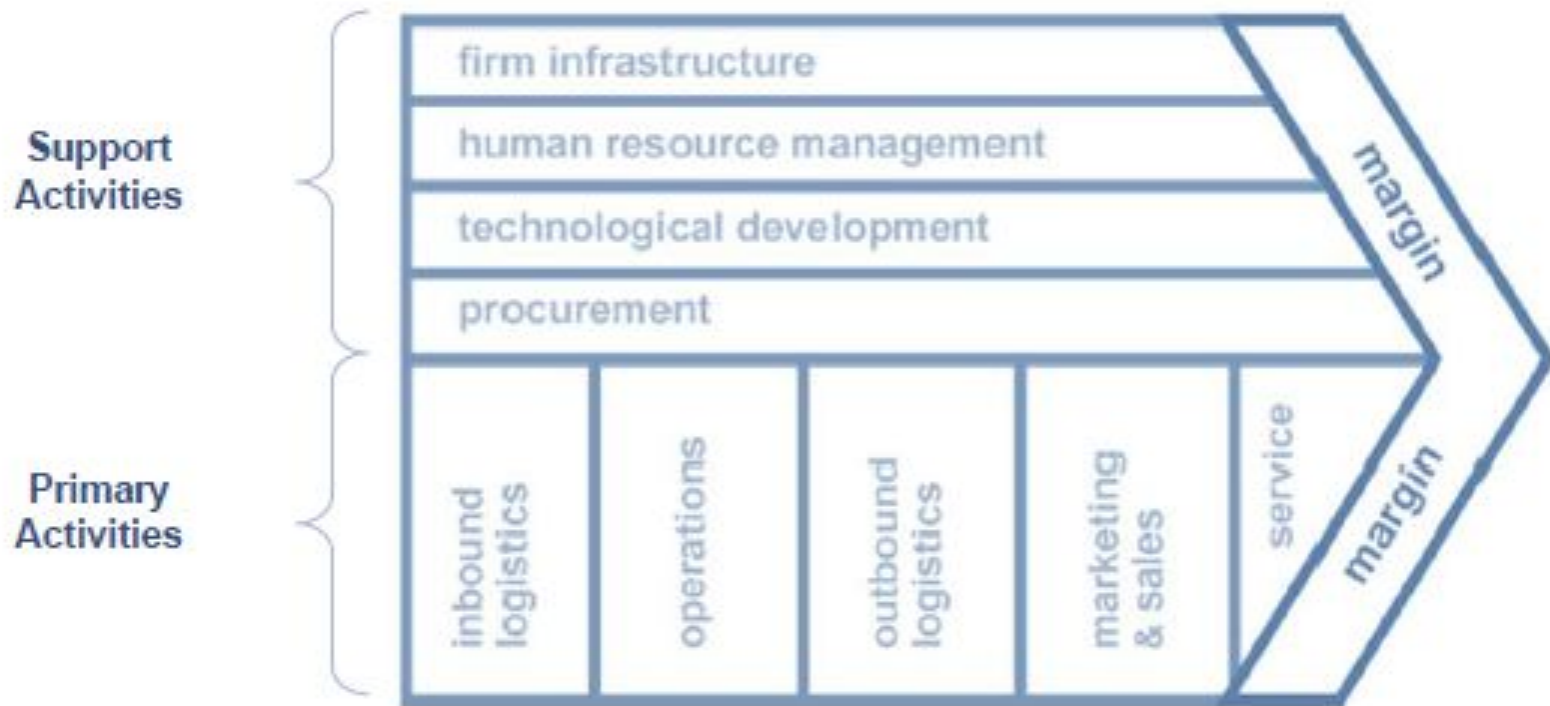 Support
Activities
firm infrastructure
human resource management
technological development
procurement
margin
Primary
Activities
inbound
logistics
operations
outbound
logistics
marketing
& sales
service
margin